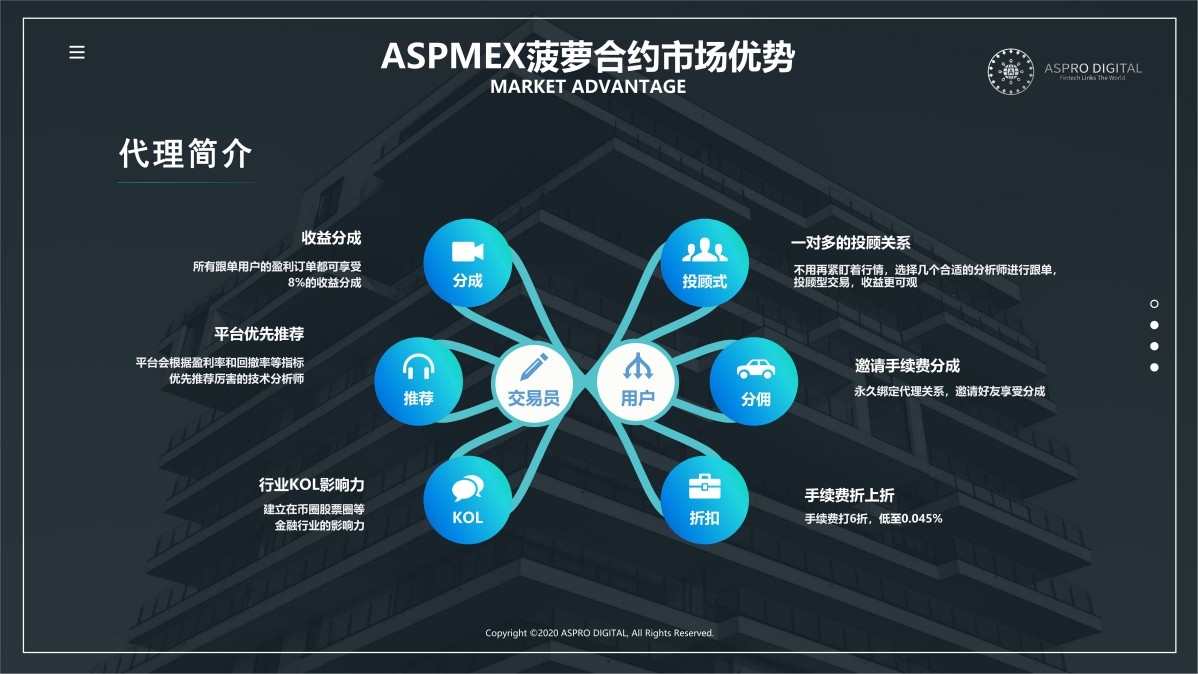 ASPMEX菠萝合约市场优势
MARKET ADVANTAGE
ASPRO DIGITAL
Fintech Links The World
代理简介
收益分成
所有跟单用户的盈利订单都可享受
8%的收益分成
平台优先推荐
平台会根据盈利率和回撤率等指标
优先推荐厉害的技术分析师
行业KOL影响力
建立在币圈股票圈等
金融行业的影响力
分成
推荐
KOL
交易员
用户
投顾式
分佣
折扣
一对多的投顾关系
不用再紧盯着行情，选择几个合适的分析师进行跟单，
投顾型交易，收益更可观
邀请手续费分成
永久绑定代理关系，邀请好友享受分成
手续费折上折
手续费打6折，低至0.045%
Copyright ©2020 ASPRO DIGITAL, All Rights Reserved.